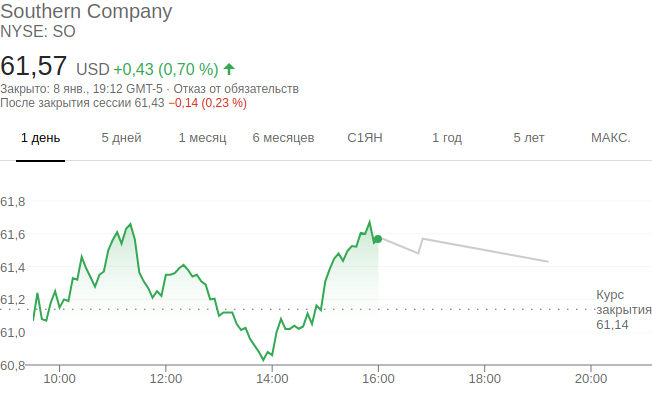 Southern Company
NYSE: SO
61,57 USD +0,43 (0,70 %)
Закрыто: 8 янв., 19:12 GMT-5 · Отказ от обязательств
После закрытия сессии 61,43 −0,14 (0,23 %)
1 день 5 дней 1 месяц 6 месяцев С1ЯН 1 год 5 лет МАКС.
61,8
61,6
61,4
61,2
61,0
60,8
Курс
закрытия
61,14
10:00 12:00 14:00 16:00 18:00 20:00